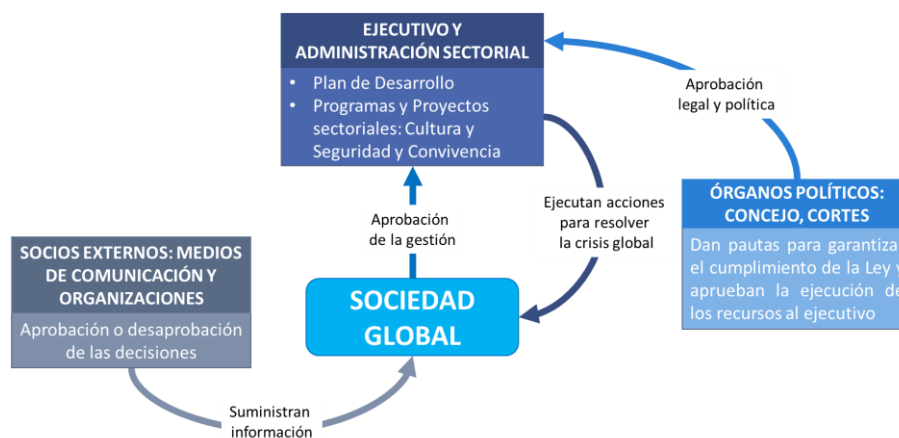 EJECUTIVO Y
ADMINISTRACIÓN SECTORIAL
• Plan de Desarrollo
• Programas y Proyectos
sectoriales: Cultura y
Seguridad y Convivencia
Aprobación
legal y política
ÓRGANOS POLÍTICOS:
CONCEJO, CORTES
Dan pautas para
el cumplimiento de la Ley
aprueban la ejecución
los recursos al ejecutivo
Aprobación
de la gestión
Ejecutan acciones
para resolver
la crisis global
SOCIOS EXTERNOS: MEDIOS
DE COMUNICACIÓN Y
ORGANIZACIONES
Aprobación o desaprobación
de las decisiones
SOCIEDAD
GLOBAL
Suministran
información